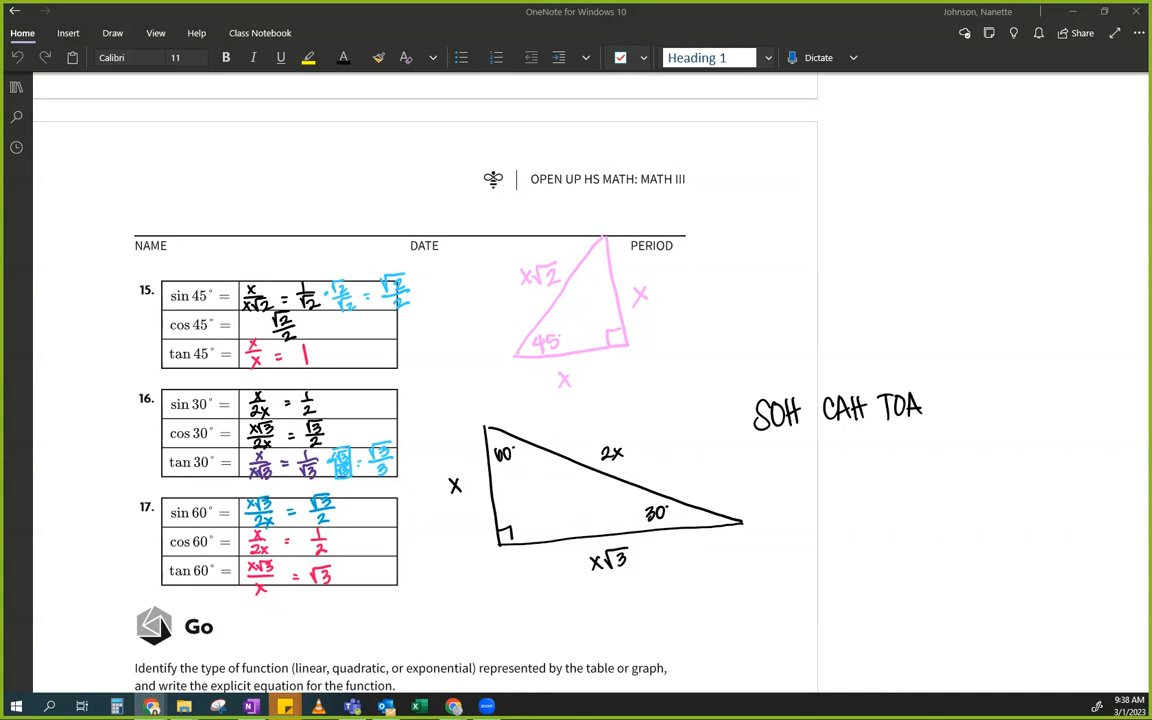 OneNote for Windows 10
Johnson, Nanette
Home Insert Draw View Help Class Notebook
Share
Calibri 11 B I U A Heading 1 Dictate
OPEN UP HS MATH: MATH III
NAME DATE PERIOD
15. sin 45° = x/x√2 = 1/√2 · √2/√2 = √2/2
cos 45° = √2/2
tan 45° = x/x = 1
x√2
x
45°
x
16. sin 30° = x/2x = 1/2
cos 30° = x√3/2x = √3/2
tan 30° = x/x√3 = 1/√3 · √3/√3 = √3/3
SOH CAH TOA
60° 2x
x
30°
x√3
17. sin 60° = x√3/2x = √3/2
cos 60° = x/2x = 1/2
tan 60° = x√3/x = √3
Go
Identify the type of function (linear, quadratic, or exponential) represented by the table or graph,
and write the explicit equation for the function.
9:38 AM
3/1/2023